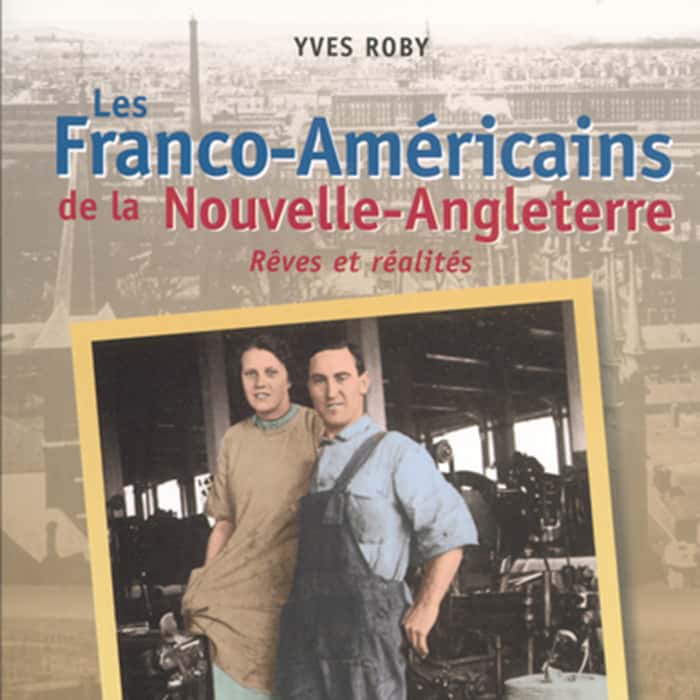 YVES ROBY
Les
Franco-Américains
de la Nouvelle-Angleterre
Rêves et réalités